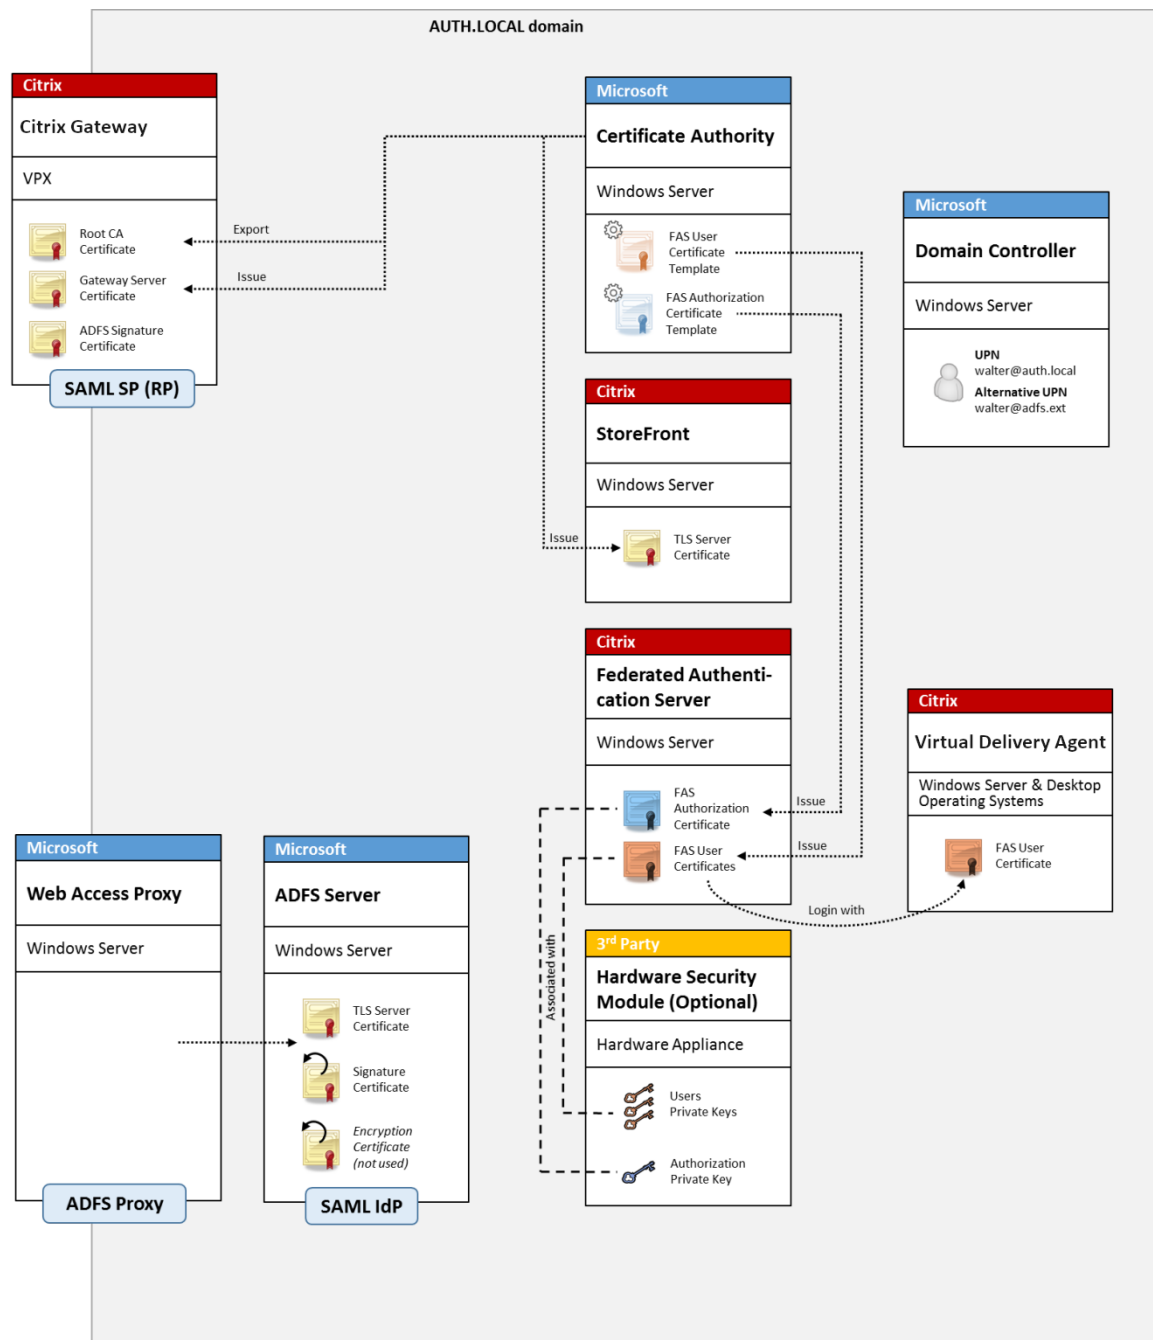 AUTH.LOCAL domain
Citrix
Citrix Gateway
VPX
Root CA
Certificate
Gateway Server
Certificate
ADFS Signature
Certificate
SAML SP (RP)
Export
Issue
Microsoft
Certificate Authority
Windows Server
FAS User
Certificate
Template
FAS Authorization
Certificate
Template
Microsoft
Domain Controller
Windows Server
UPN
walter@auth.local
Alternative UPN
walter@adfs.ext
Citrix
StoreFront
Windows Server
Issue
TLS Server
Certificate
Citrix
Federated Authenti-
cation Server
Windows Server
FAS
Authorization
Certificate
FAS User
Certificates
Issue
Issue
Login with
Citrix
Virtual Delivery Agent
Windows Server & Desktop
Operating Systems
FAS User
Certificate
Microsoft
Web Access Proxy
Windows Server
ADFS Proxy
Microsoft
ADFS Server
Windows Server
TLS Server
Certificate
Signature
Certificate
Encryption
Certificate
(not used)
SAML IdP
Associated with
3rd Party
Hardware Security
Module (Optional)
Hardware Appliance
Users
Private Keys
Authorization
Private Key